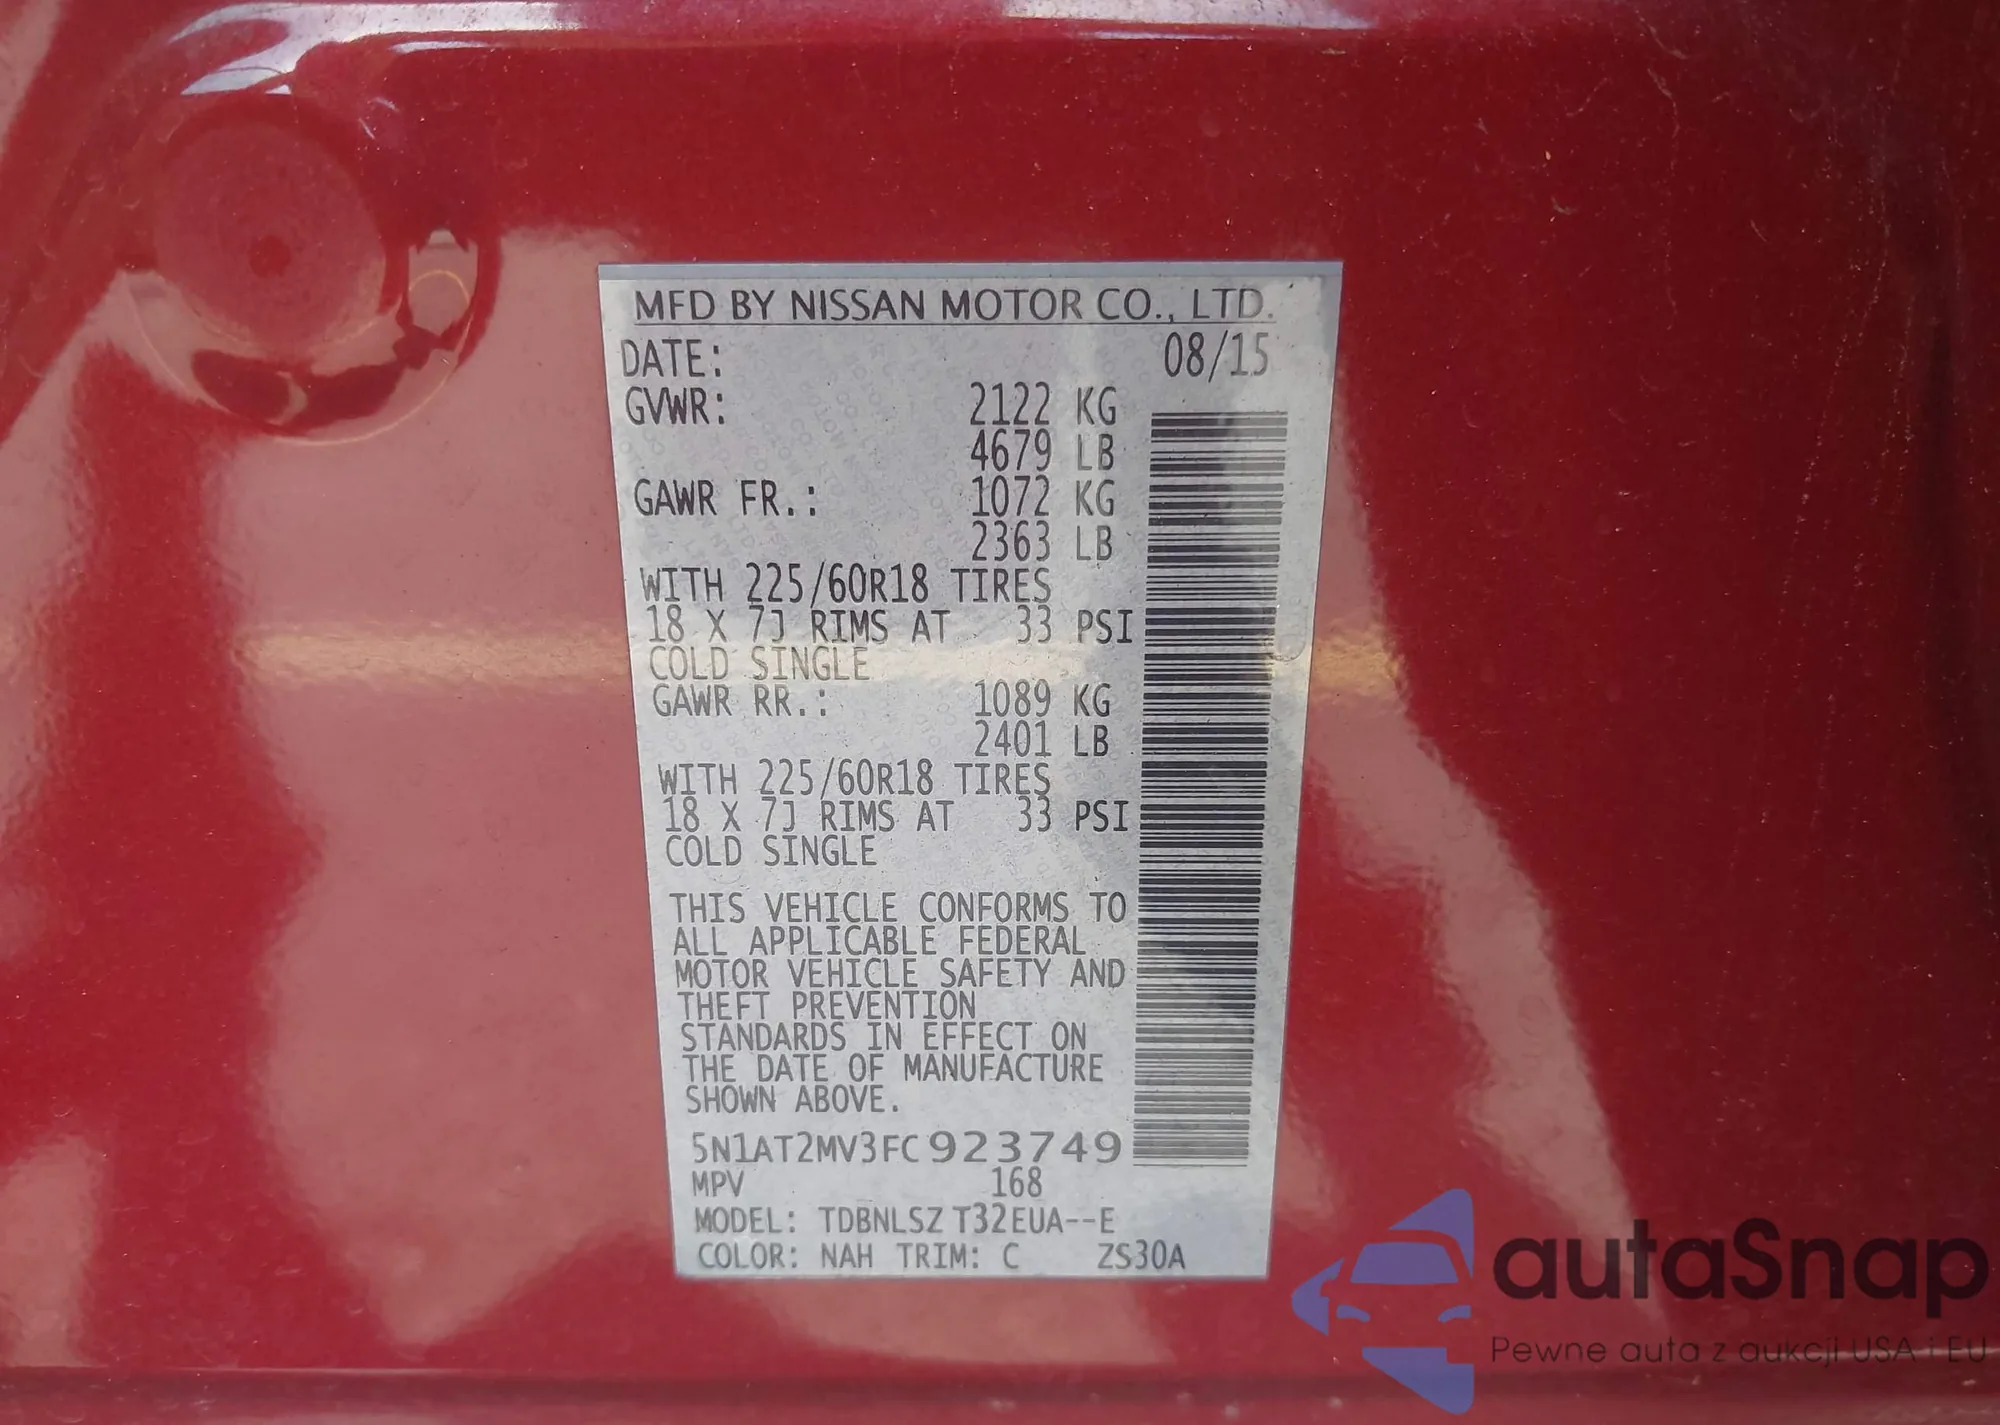 MFD BY NISSAN MOTOR CO., LTD.
DATE: 08/15
GVWR: 2122 KG
4679 LB
GAWR FR.: 1072 KG
2363 LB
WITH 225/60R18 TIRES
18 X 7J RIMS AT 33 PSI
COLD SINGLE
GAWR RR.: 1089 KG
2401 LB
WITH 225/60R18 TIRES
18 X 7J RIMS AT 33 PSI
COLD SINGLE
THIS VEHICLE CONFORMS TO
ALL APPLICABLE FEDERAL
MOTOR VEHICLE SAFETY AND
THEFT PREVENTION
STANDARDS IN EFFECT ON
THE DATE OF MANUFACTURE
SHOWN ABOVE.
5N1AT2MV3FC923749
MPV 168
MODEL: TDBNLSZ T32EUA--E
COLOR: NAH TRIM: C ZS30A
autaSnap
Pewne auta z aukcji USA i EU